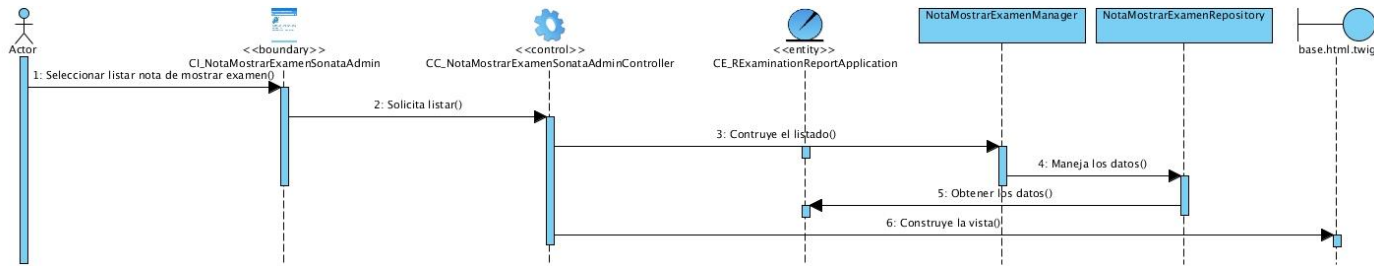 NotaMostrarExamenManager
NotaMostrarExamenRepository
Actor
<<boundary>>
CI_NotaMostrarExamenSonataAdmin
<<control>>
CC_NotaMostrarExamenSonataAdminController
<<entity>>
CE_RExaminationReportApplication
base.html.twig
1: Seleccionar listar nota de mostrar examen()
2: Solicita listar()
3: Contruye el listado()
4: Maneja los datos()
5: Obtener los datos()
6: Construye la vista()